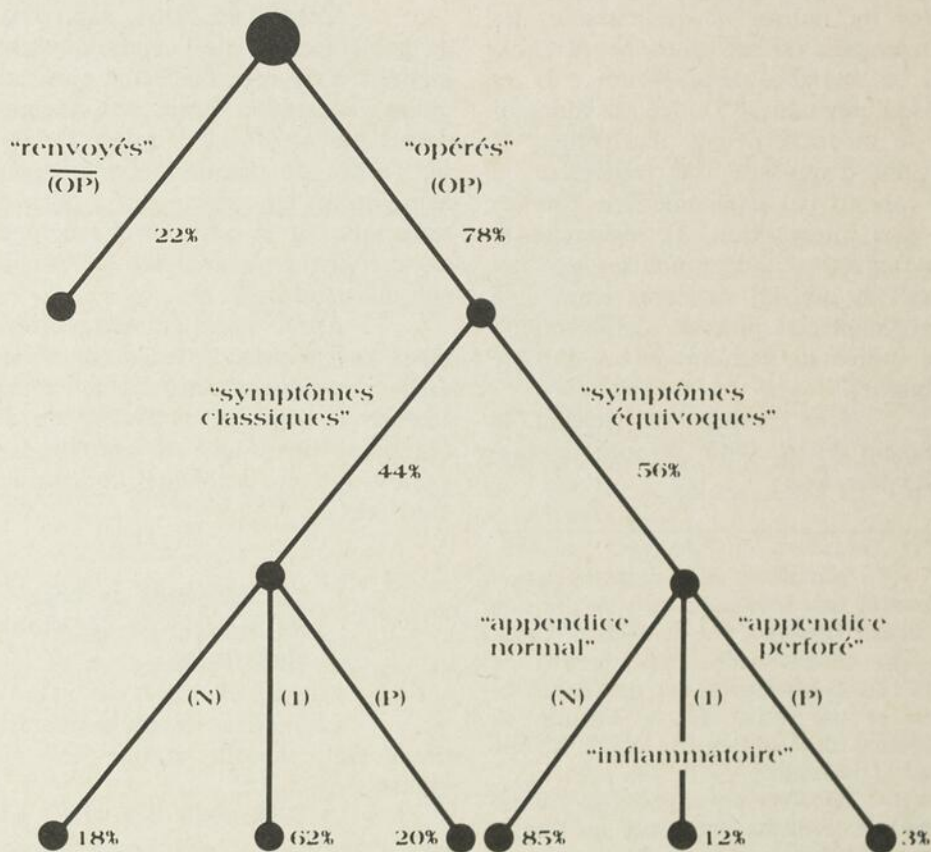 "renvoyés"
(OP)
22%
"opérés"
(OP)
78%
"symptômes
classiques"
44%
"symptômes
équivoques"
56%
(N)
(I)
(P)
18%
62%
20%
"appendice
normal"
"appendice
perforé"
(N)
(I)
(P)
"inflammatoire"
85%
12%
3%